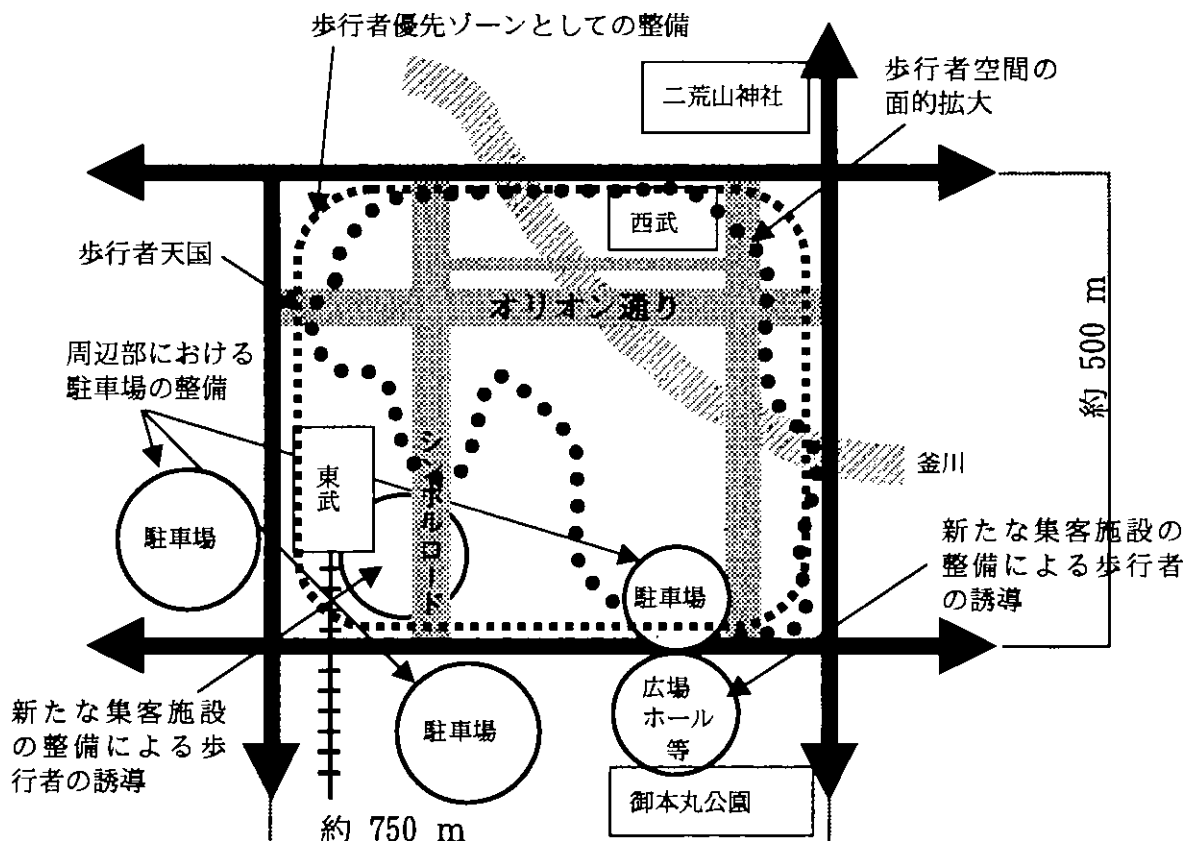 歩行者優先ゾーンとしての整備
二荒山神社
歩行者空間の
面的拡大
西武
歩行者天国
オリオン通り
約 500 m
周辺部における
駐車場の整備
東武
シンボルロード
釜川
駐車場
駐車場
新たな集客施設の
整備による歩行者
の誘導
新たな集客施設
の整備による歩
行者の誘導
駐車場
広場
ホール
等
御本丸公園
約 750 m